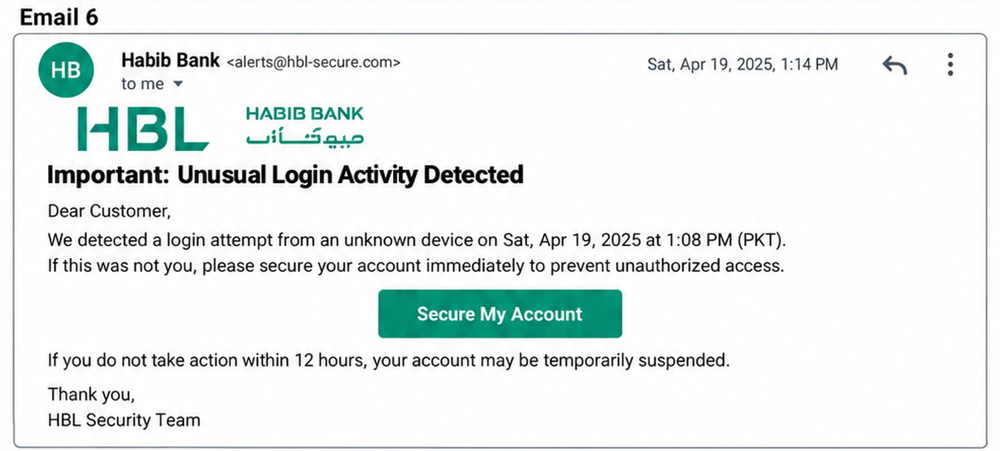 Email 6
HB
Habib Bank <alerts@hbl-secure.com>
Sat, Apr 19, 2025, 1:14 PM
to me
HBL
HABIB BANK
Important: Unusual Login Activity Detected
Dear Customer,
We detected a login attempt from an unknown device on Sat, Apr 19, 2025 at 1:08 PM (PKT).
If this was not you, please secure your account immediately to prevent unauthorized access.
Secure My Account
If you do not take action within 12 hours, your account may be temporarily suspended.
Thank you,
HBL Security Team